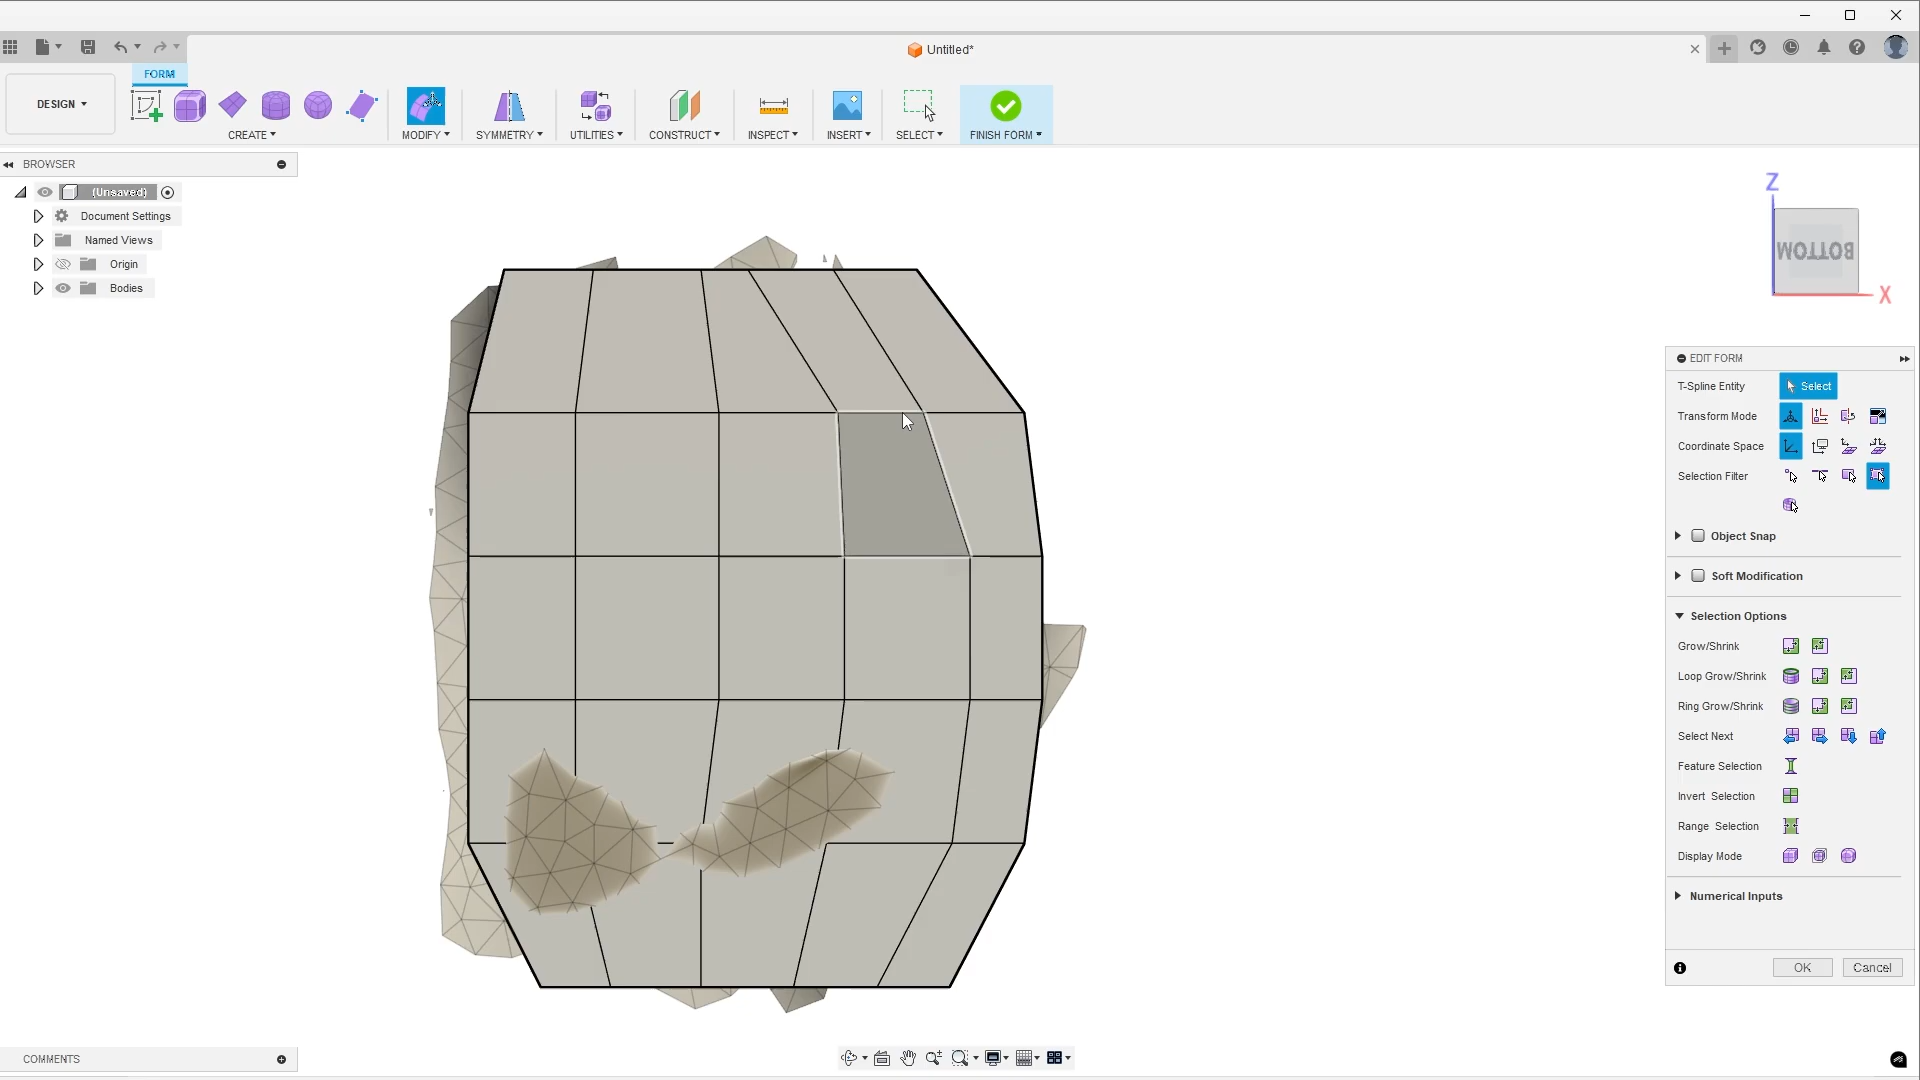 Untitled*
FORM
DESIGN
CREATE
MODIFY
SYMMETRY
UTILITIES
CONSTRUCT
INSPECT
INSERT
SELECT
FINISH FORM
BROWSER
(Unsaved)
Document Settings
Named Views
Origin
Bodies
Z
BOTTOM
X
EDIT FORM
T-Spline Entity
Select
Transform Mode
Coordinate Space
Selection Filter
Object Snap
Soft Modification
Selection Options
Grow/Shrink
Loop Grow/Shrink
Ring Grow/Shrink
Select Next
Feature Selection
Invert Selection
Range Selection
Display Mode
Numerical Inputs
OK
Cancel
COMMENTS